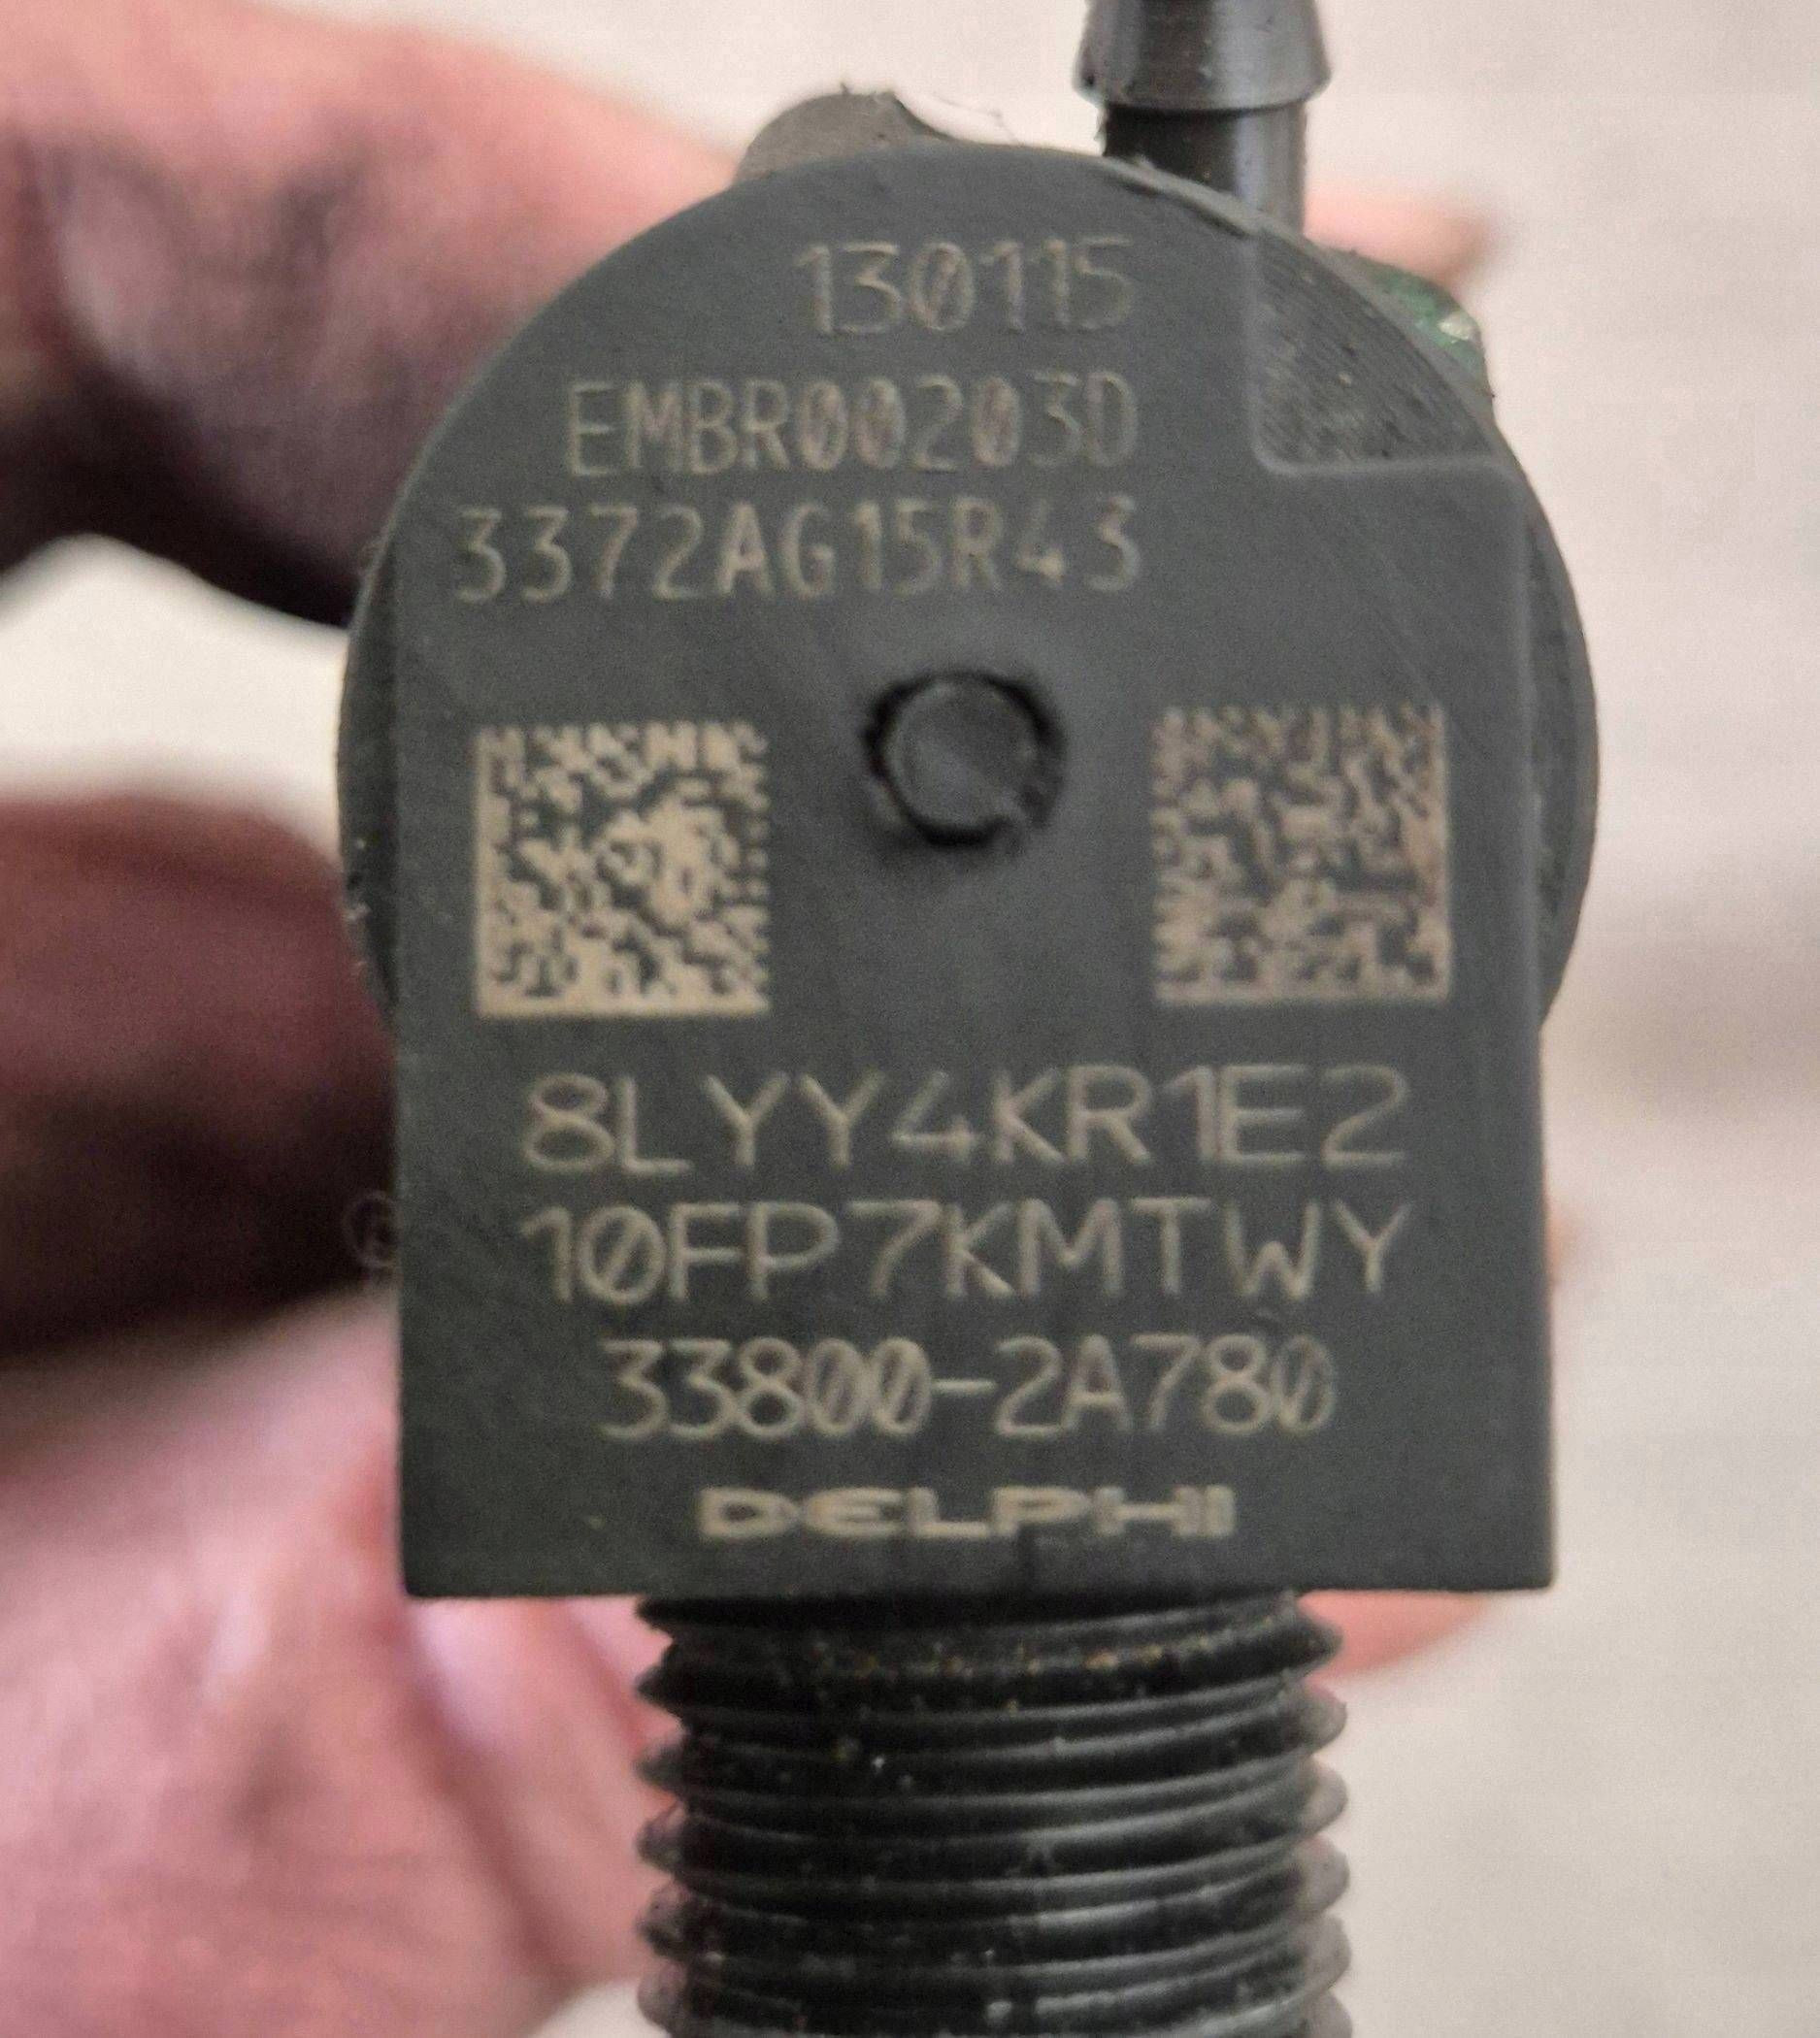 130115
EMBR00203D
3372AG15R43
8LYY4KR1E2
10FP7KMTWY
33800-2A780
DELPHI